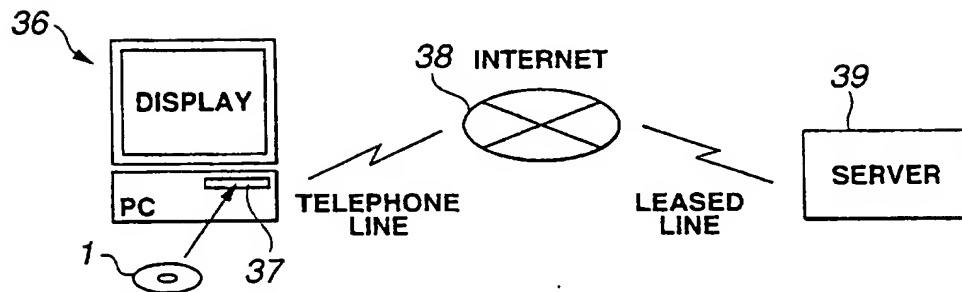 36
DISPLAY
PC
1
37
TELEPHONE
LINE
38
INTERNET
LEASED
LINE
39
SERVER